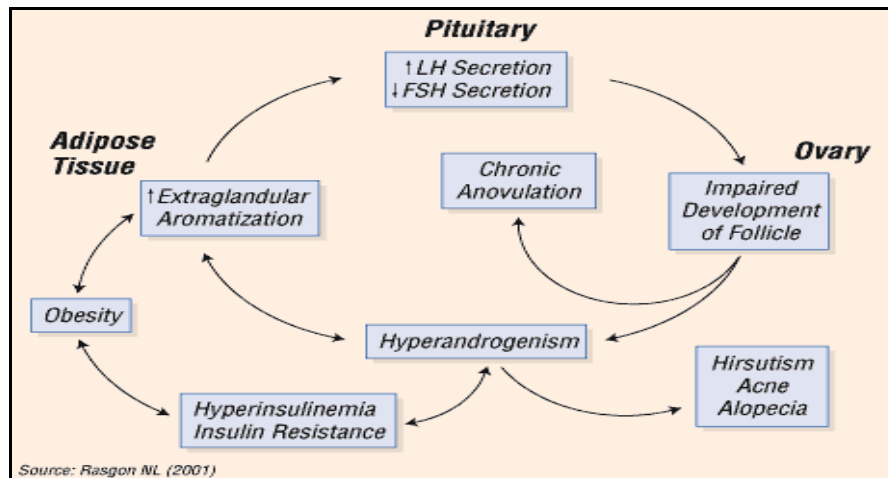 Pituitary
↑LH Secretion
↓FSH Secretion
Adipose
Tissue
Ovary
↑Extraglandular
Aromatization
Chronic
Anovulation
Impaired
Development
of Follicle
Obesity
Hyperandrogenism
Hirsutism
Acne
Alopecia
Hyperinsulinemia
Insulin Resistance
Source: Rasgon NL (2001)